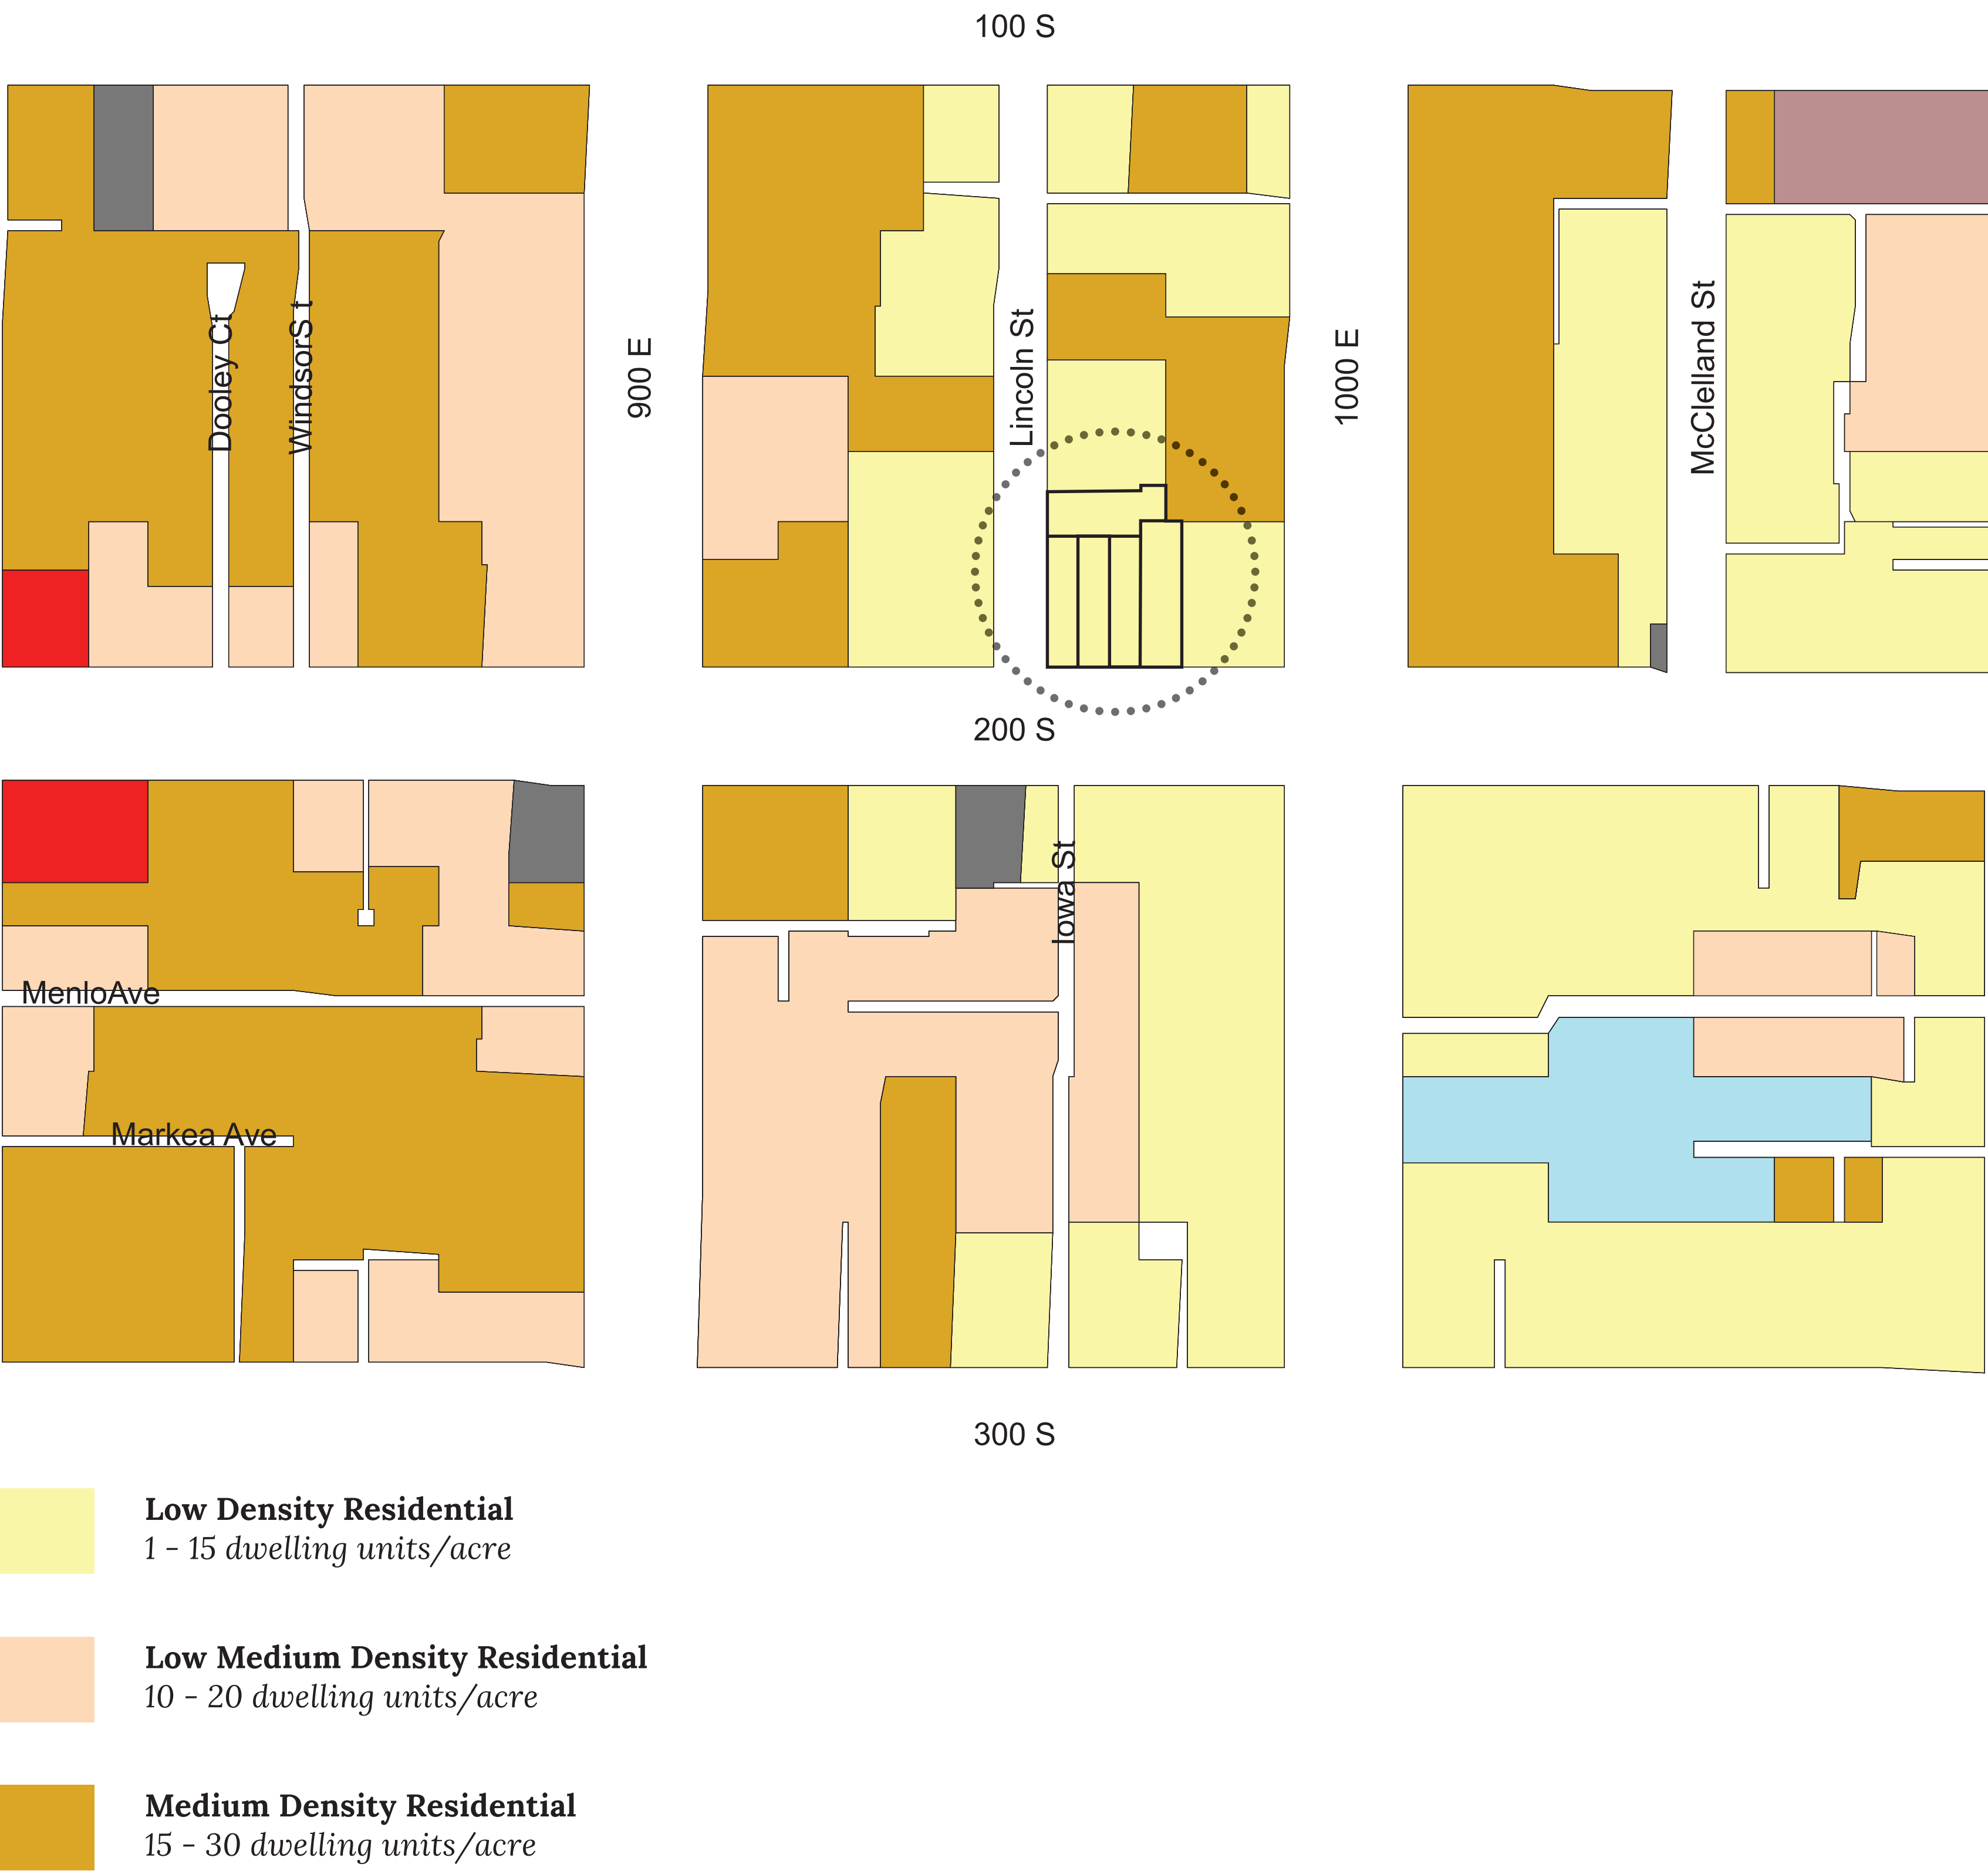 100 S
Dooley Ct
WindsorS t
900 E
Lincoln St
1000 E
McClelland St
200 S
Iowa St
MenloAve
Markea Ave
300 S
Low Density Residential
1 - 15 dwelling units/acre
Low Medium Density Residential
10 - 20 dwelling units/acre
Medium Density Residential
15 - 30 dwelling units/acre